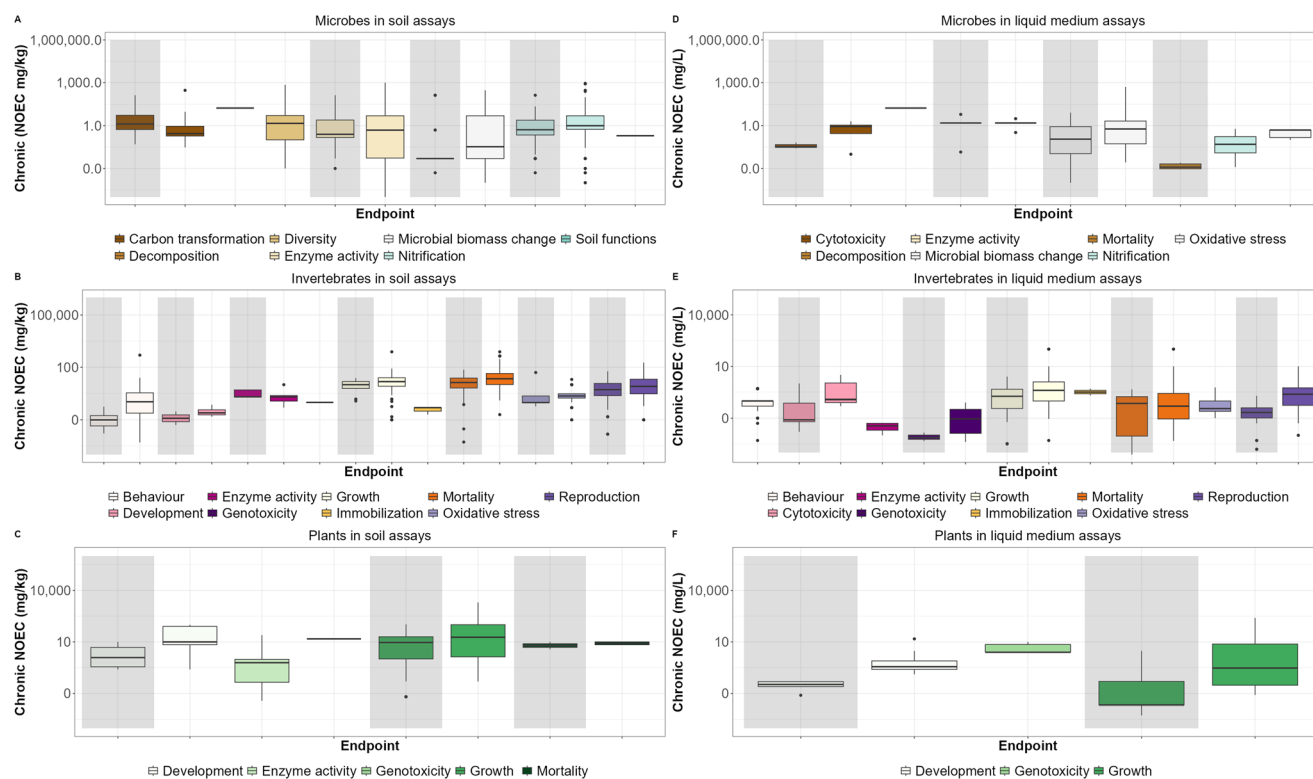 A
Microbes in soil assays
Chronic (NOEC mg/kg)
1,000,000.0
1,000.0
1.0
0.0
Endpoint
Carbon transformation
Diversity
Microbial biomass change
Soil functions
Decomposition
Enzyme activity
Nitrification
B
Invertebrates in soil assays
Chronic NOEC (mg/kg)
100,000
100
0
Endpoint
Behaviour
Enzyme activity
Growth
Mortality
Reproduction
Development
Genotoxicity
Immobilization
Oxidative stress
C
Plants in soil assays
Chronic NOEC (mg/kg)
10,000
10
0
Endpoint
Development
Enzyme activity
Genotoxicity
Growth
Mortality
D
Microbes in liquid medium assays
Chronic NOEC (mg/L)
1,000,000.0
1,000.0
1.0
0.0
Endpoint
Cytotoxicity
Enzyme activity
Mortality
Oxidative stress
Decomposition
Microbial biomass change
Nitrification
E
Invertebrates in liquid medium assays
Chronic NOEC (mg/L)
10,000
10
0
Endpoint
Behaviour
Enzyme activity
Growth
Mortality
Reproduction
Cytotoxicity
Genotoxicity
Immobilization
Oxidative stress
F
Plants in liquid medium assays
Chronic NOEC (mg/L)
10,000
10
0
Endpoint
Development
Genotoxicity
Growth